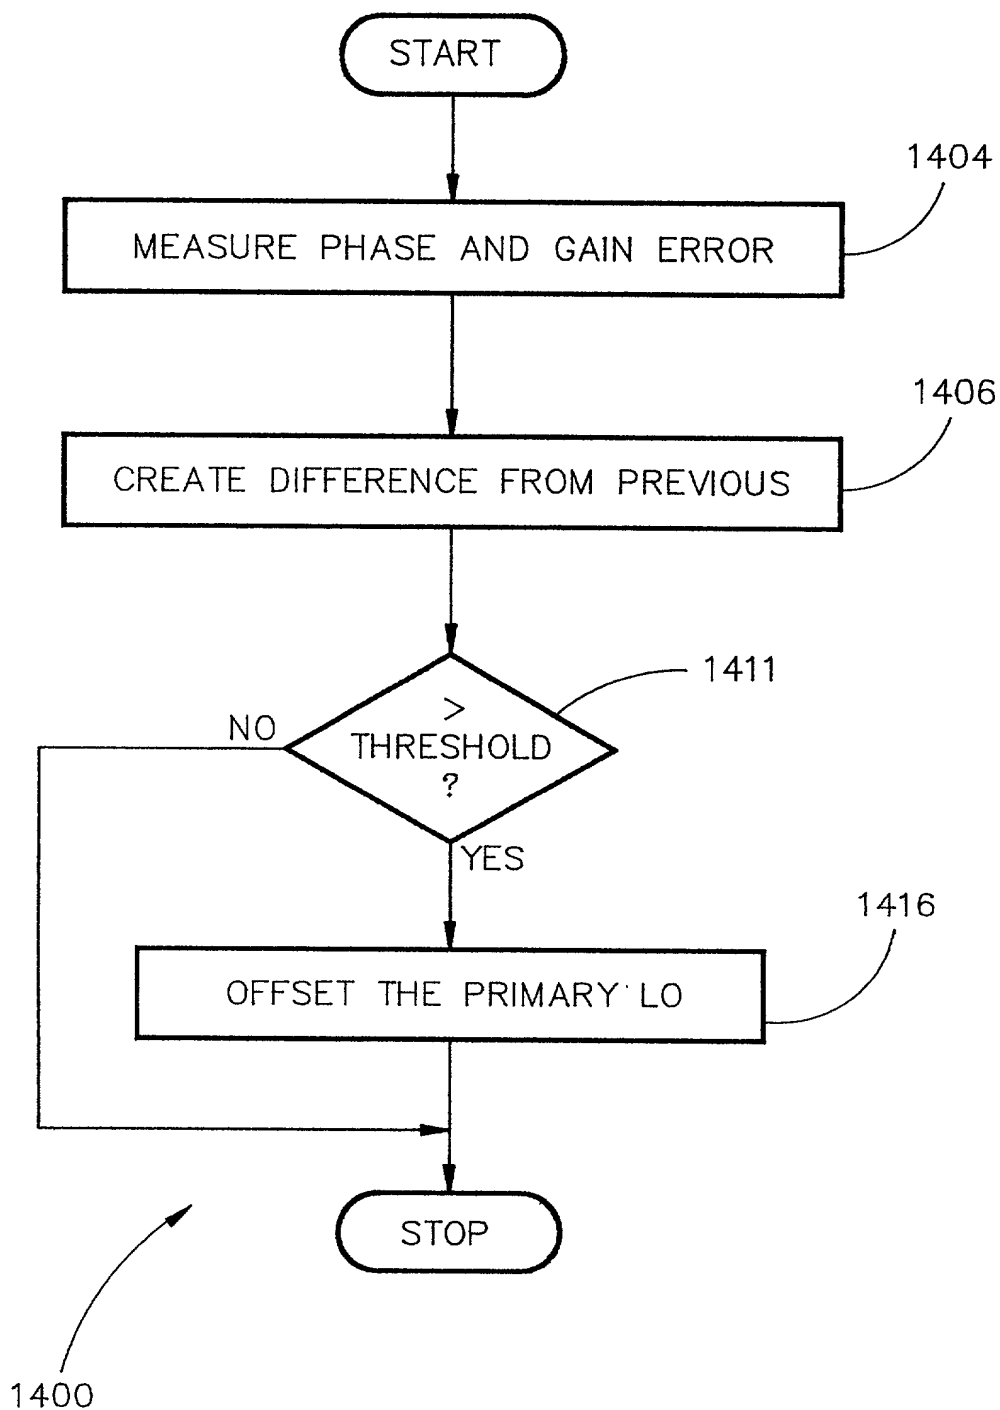 START
1404
MEASURE PHASE AND GAIN ERROR
1406
CREATE DIFFERENCE FROM PREVIOUS
1411
>
NO
THRESHOLD
?
YES
1416
OFFSET THE PRIMARY LO
STOP
1400